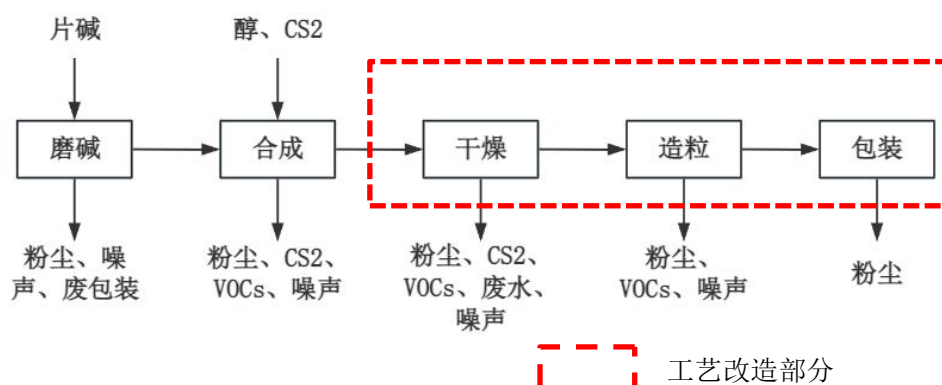 片碱
醇、CS2
磨碱
合成
干燥
造粒
包装
粉尘、噪
声、废包装
粉尘、CS2、
VOCs、噪声
粉尘、CS2、
VOCs、废水、
噪声
粉尘、
VOCs、噪声
粉尘
工艺改造部分